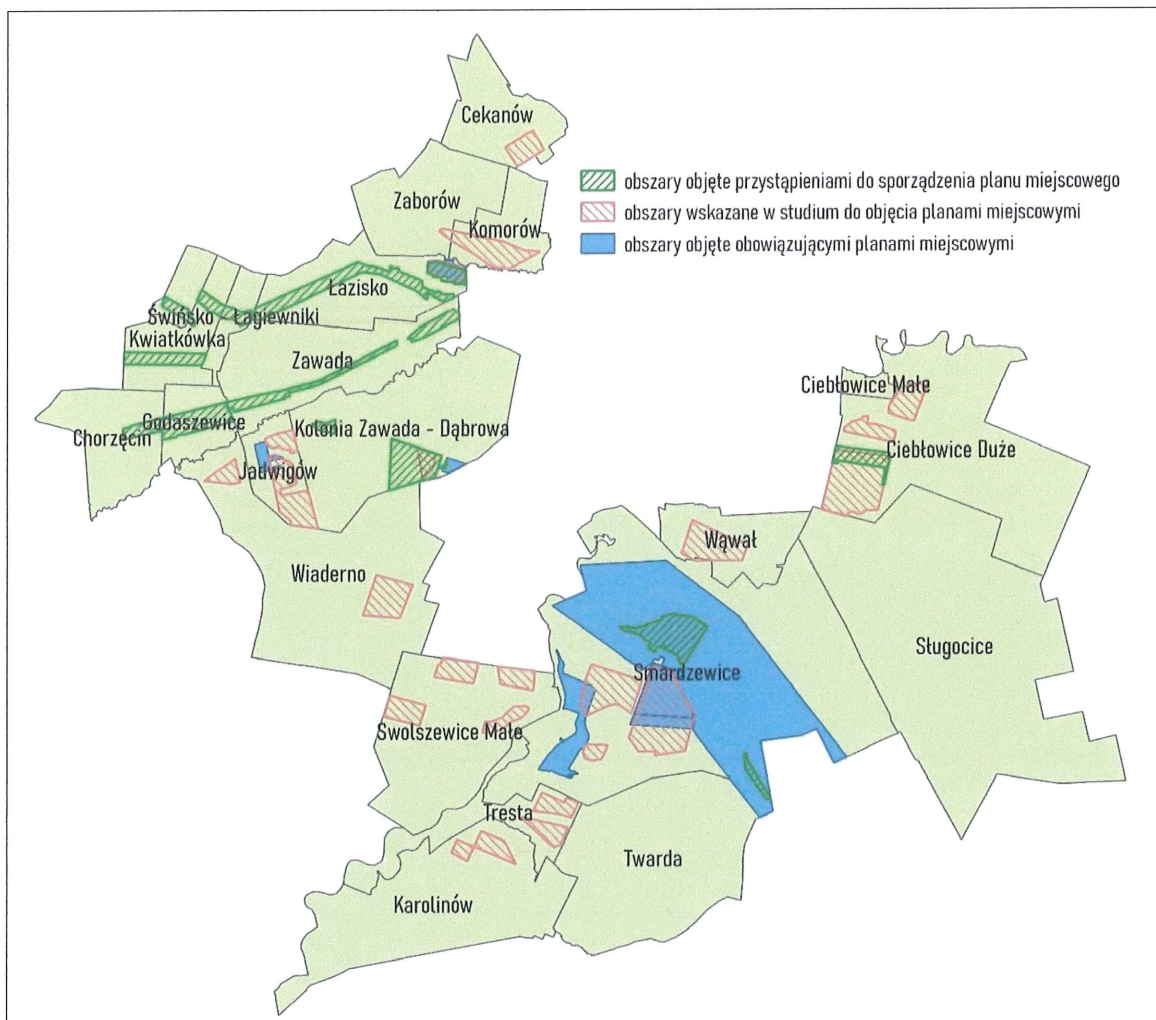 Cekanów
Zaborów
Komorów
obszary objęte przystąpieniami do sporządzenia planu miejscowego
obszary wskazane w studium do objęcia planami miejscowymi
obszary objęte obowiązującymi planami miejscowymi
Łazisko
Świńsko
Łagiewniki
Kwiatkówka
Zawada
Ciebłowice Małe
Godaszewice
Chorzęcin
Kolonia Zawada - Dąbrowa
Ciebłowice Duże
Jadwigów
Wąwał
Wiaderno
Sługocice
Smardzewice
Swolszewice Małe
Tresta
Twarda
Karolinów